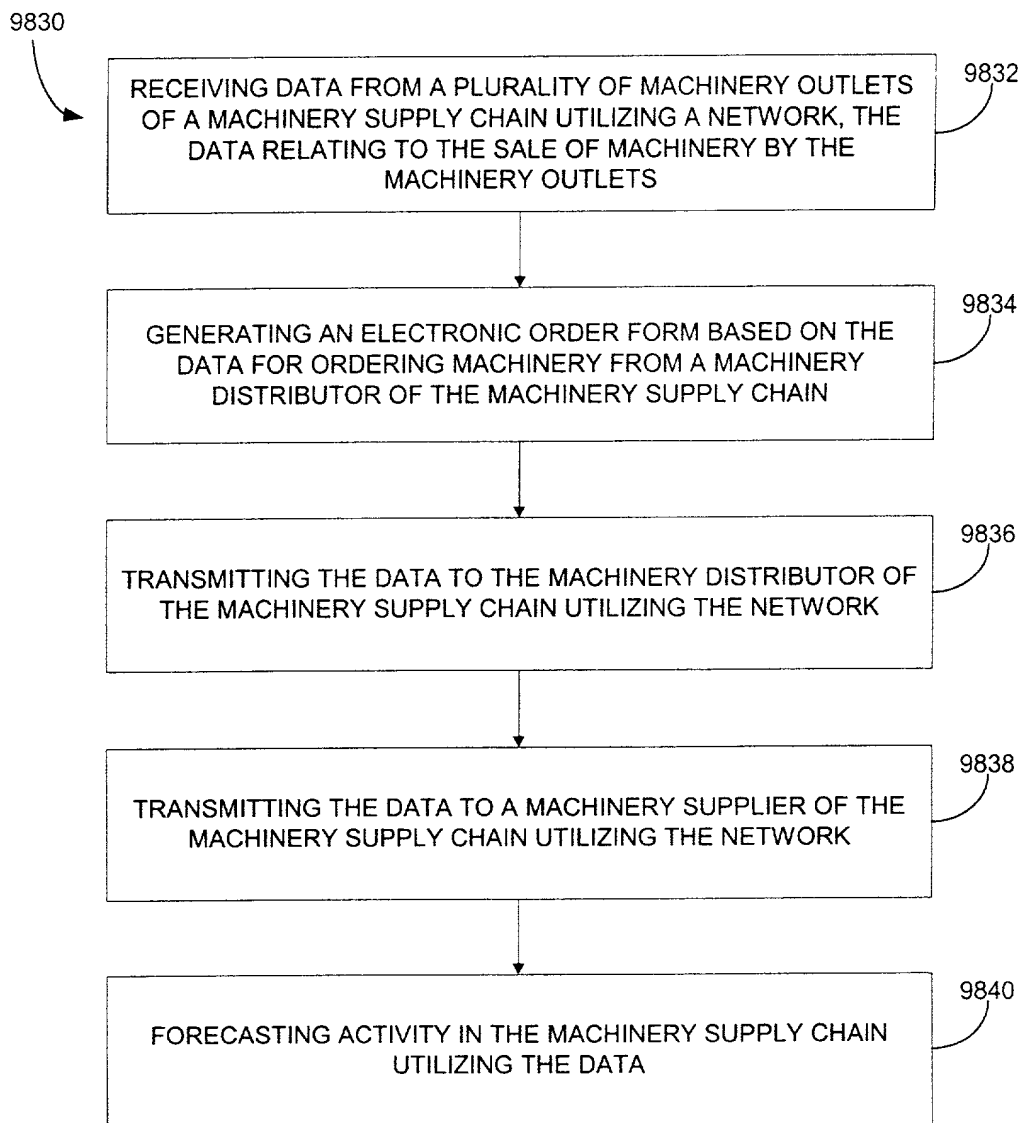 9830
9832
RECEIVING DATA FROM A PLURALITY OF MACHINERY OUTLETS
OF A MACHINERY SUPPLY CHAIN UTILIZING A NETWORK, THE
DATA RELATING TO THE SALE OF MACHINERY BY THE
MACHINERY OUTLETS
9834
GENERATING AN ELECTRONIC ORDER FORM BASED ON THE
DATA FOR ORDERING MACHINERY FROM A MACHINERY
DISTRIBUTOR OF THE MACHINERY SUPPLY CHAIN
9836
TRANSMITTING THE DATA TO THE MACHINERY DISTRIBUTOR OF
THE MACHINERY SUPPLY CHAIN UTILIZING THE NETWORK
9838
TRANSMITTING THE DATA TO A MACHINERY SUPPLIER OF THE
MACHINERY SUPPLY CHAIN UTILIZING THE NETWORK
9840
FORECASTING ACTIVITY IN THE MACHINERY SUPPLY CHAIN
UTILIZING THE DATA